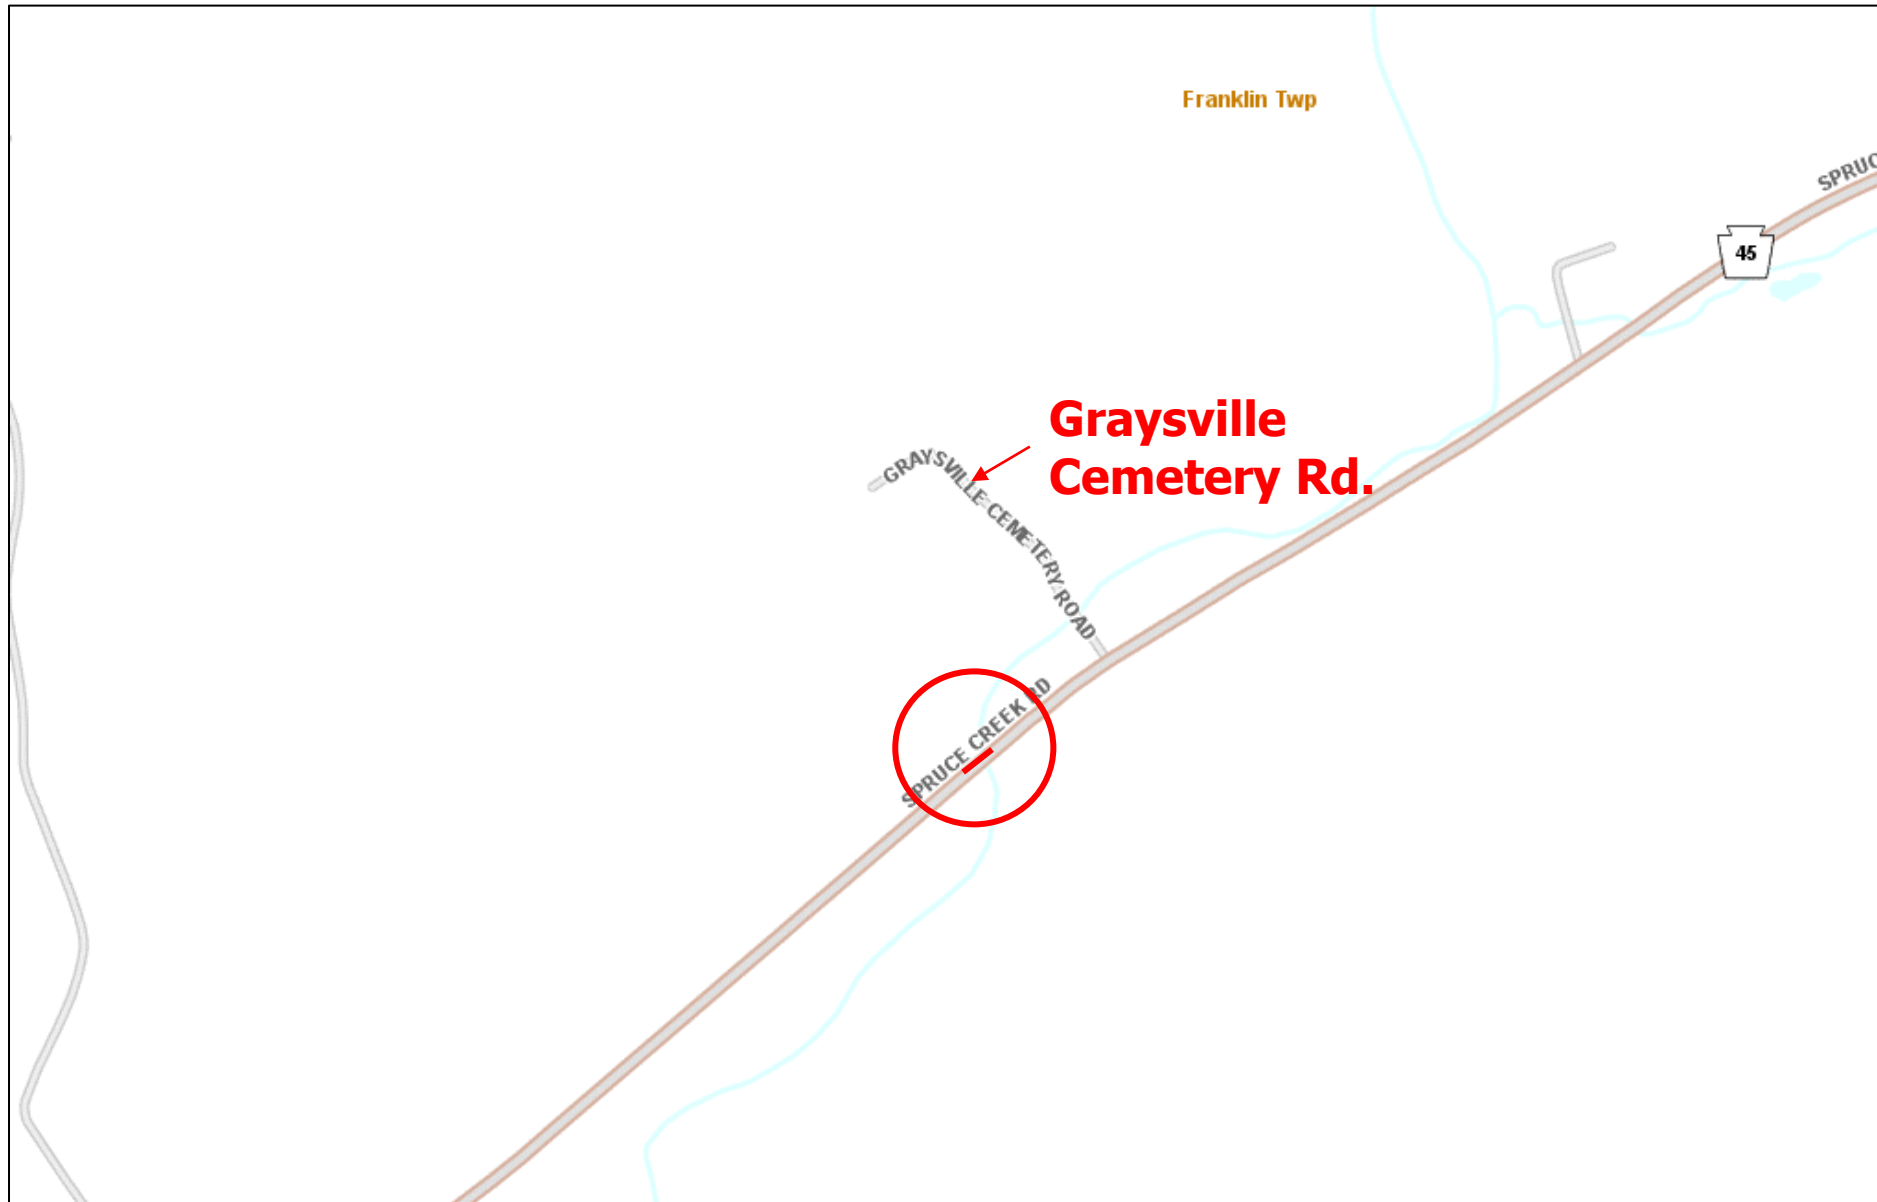 Franklin Twp
SPRUC
45
Graysville
Cemetery Rd.
GRAYSVILLE CEMETERY ROAD
SPRUCE CREEK RD